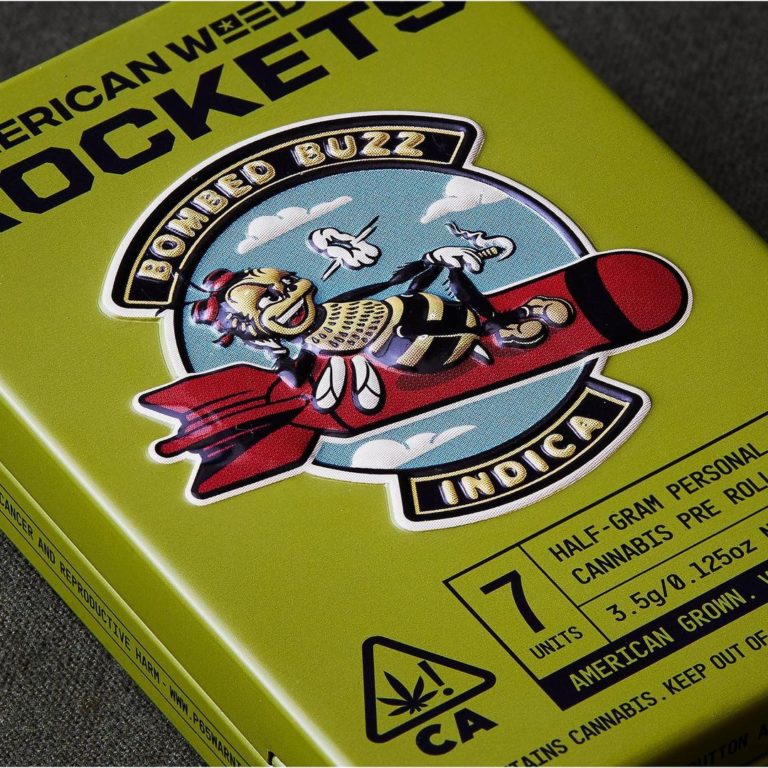 ERICAN WEED
OCKETS
BOMBED BUZZ
INDICA
7
UNITS
HALF-GRAM PERSONAL
CANNABIS PRE ROLL
3.5g/0.125oz N
AMERICAN GROWN.
CA
TAINS CANNABIS. KEEP OUT OF
CANCER AND REPRODUCTIVE HARM - WWW.P65WARNI